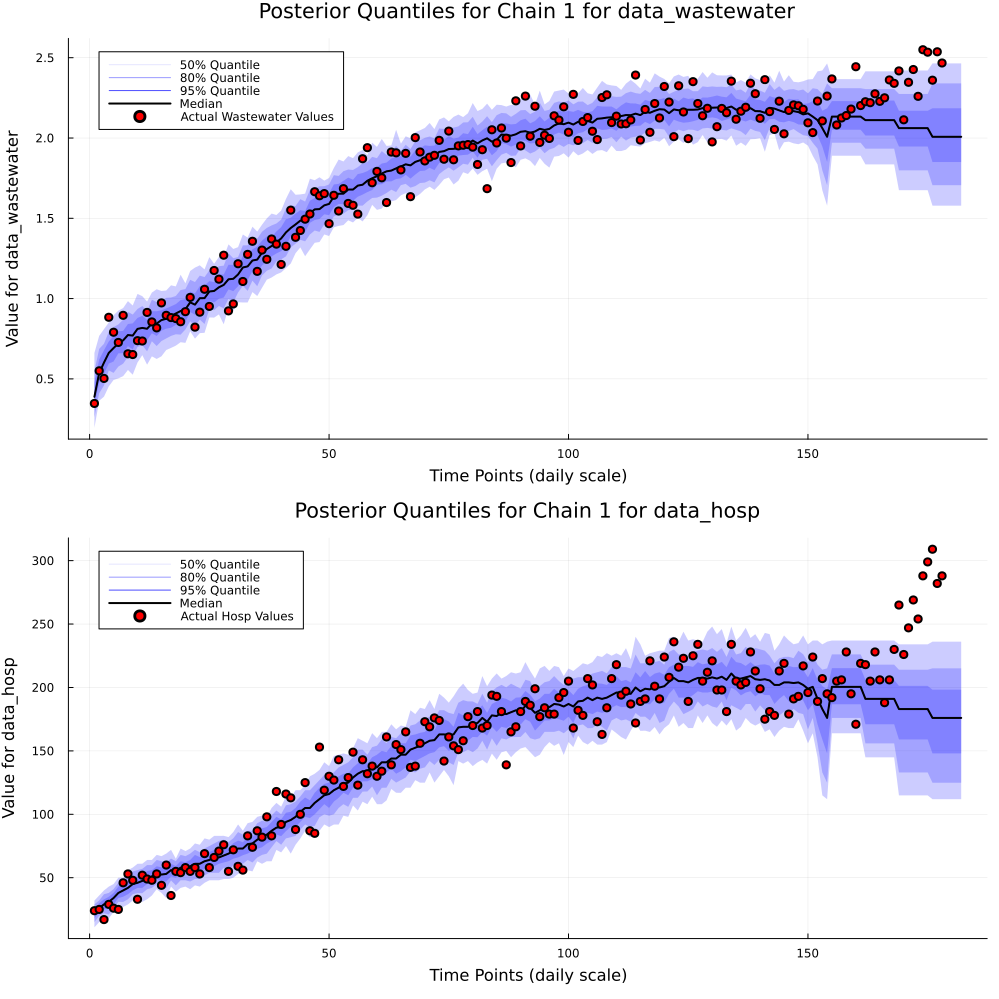 Posterior Quantiles for Chain 1 for data_wastewater
Value for data_wastewater
2.5
2.0
1.5
1.0
0.5
50% Quantile
80% Quantile
95% Quantile
Median
Actual Wastewater Values
0
50
100
150
Time Points (daily scale)
Posterior Quantiles for Chain 1 for data_hosp
Value for data_hosp
300
250
200
150
100
50
50% Quantile
80% Quantile
95% Quantile
Median
Actual Hosp Values
0
50
100
150
Time Points (daily scale)